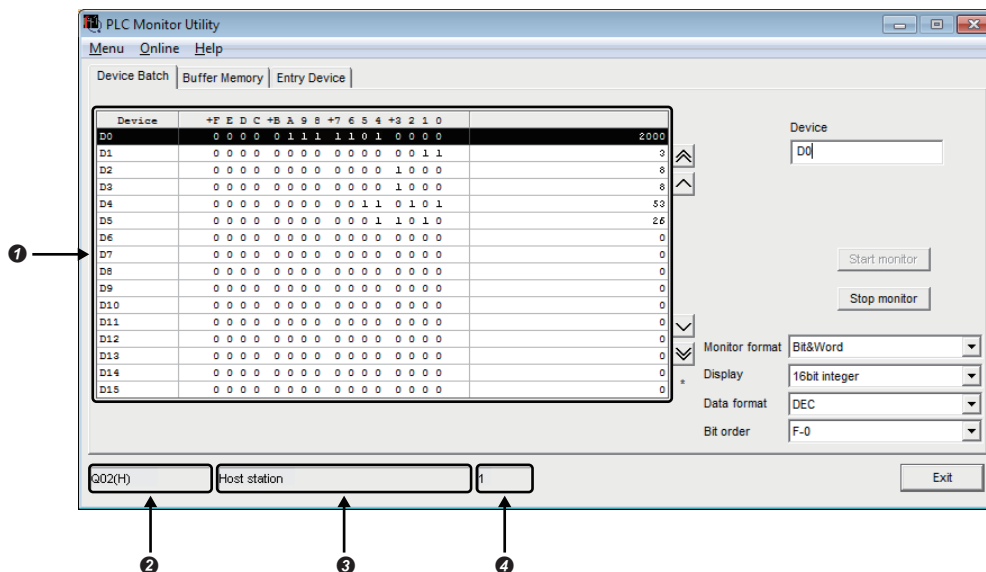 PLC Monitor Utility
Menu Online Help
Device Batch Buffer Memory Entry Device
Device +F E D C +B A 9 8 +7 6 5 4 +3 2 1 0
D0 0 0 0 0 0 1 1 1 1 1 0 1 0 0 0 0 2000
D1 0 0 0 0 0 0 0 0 0 0 0 0 0 0 1 1 3
D2 0 0 0 0 0 0 0 0 0 0 0 0 1 0 0 0 8
D3 0 0 0 0 0 0 0 0 0 0 0 0 1 0 0 0 8
D4 0 0 0 0 0 0 0 0 0 0 1 1 0 1 0 1 53
D5 0 0 0 0 0 0 0 0 0 0 0 1 1 0 1 0 26
D6 0 0 0 0 0 0 0 0 0 0 0 0 0 0 0 0 0
D7 0 0 0 0 0 0 0 0 0 0 0 0 0 0 0 0 0
D8 0 0 0 0 0 0 0 0 0 0 0 0 0 0 0 0 0
D9 0 0 0 0 0 0 0 0 0 0 0 0 0 0 0 0 0
D10 0 0 0 0 0 0 0 0 0 0 0 0 0 0 0 0 0
D11 0 0 0 0 0 0 0 0 0 0 0 0 0 0 0 0 0
D12 0 0 0 0 0 0 0 0 0 0 0 0 0 0 0 0 0
D13 0 0 0 0 0 0 0 0 0 0 0 0 0 0 0 0 0
D14 0 0 0 0 0 0 0 0 0 0 0 0 0 0 0 0 0
D15 0 0 0 0 0 0 0 0 0 0 0 0 0 0 0 0 0
Device
D0
Start monitor
Stop monitor
Monitor format Bit&Word
Display 16bit integer
*
Data format DEC
Bit order F-0
Q02(H) Host station 1 Exit
❶
❷ ❸ ❹